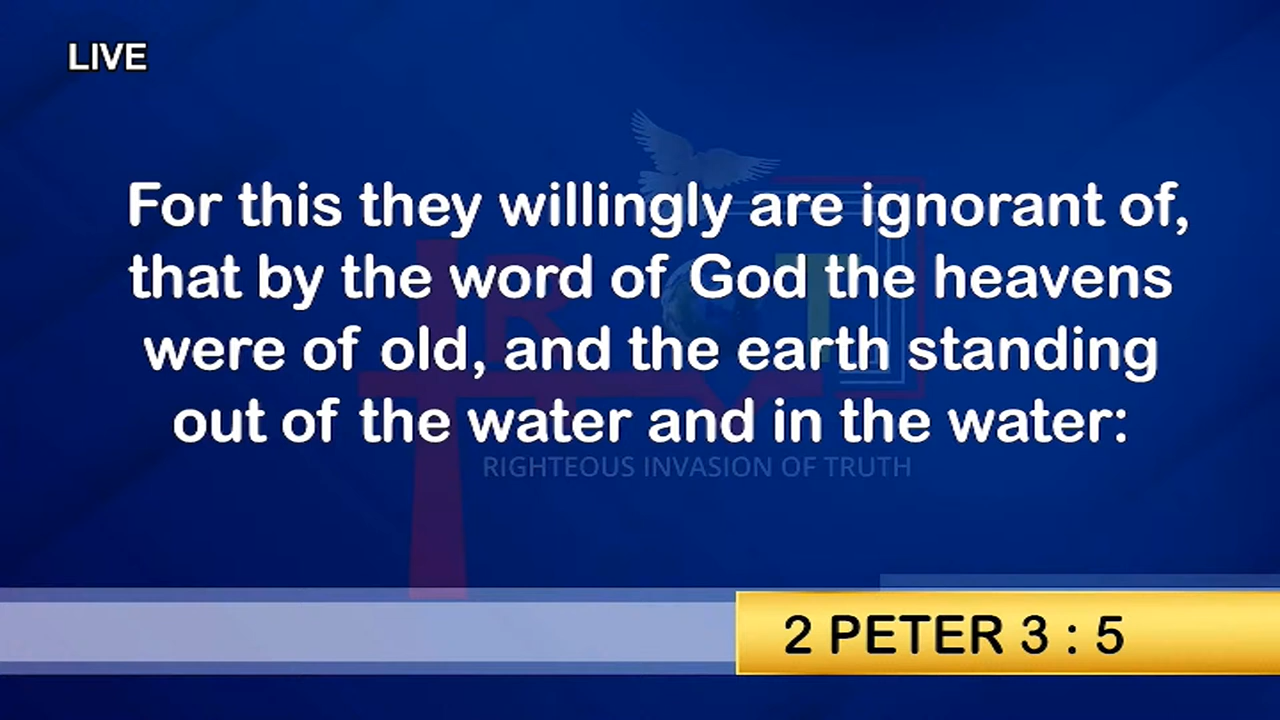 LIVE
For this they willingly are ignorant of,
that by the word of God the heavens
were of old, and the earth standing
out of the water and in the water:
RIOT
RIGHTEOUS INVASION OF TRUTH
2 PETER 3 : 5